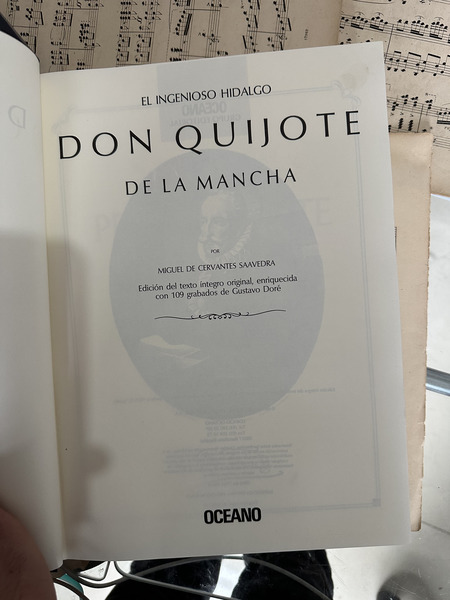 EL INGENIOSO HIDALGO
DON QUIJOTE
DE LA MANCHA
POR
MIGUEL DE CERVANTES SAAVEDRA
Edición del texto íntegro original, enriquecida
con 109 grabados de Gustavo Doré
OCEANO